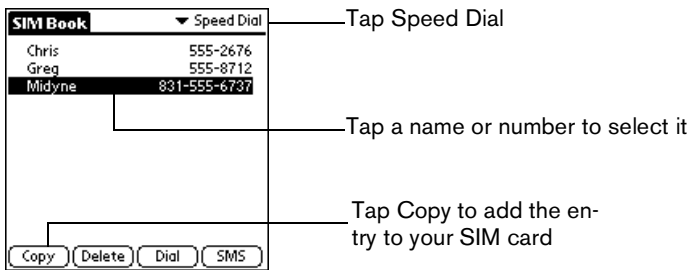 SIM Book
Speed Dial
Tap Speed Dial
Chris 555-2676
Greg 555-8712
Midyne 831-555-6737
Tap a name or number to select it
Tap Copy to add the en-
try to your SIM card
Copy Delete Dial SMS